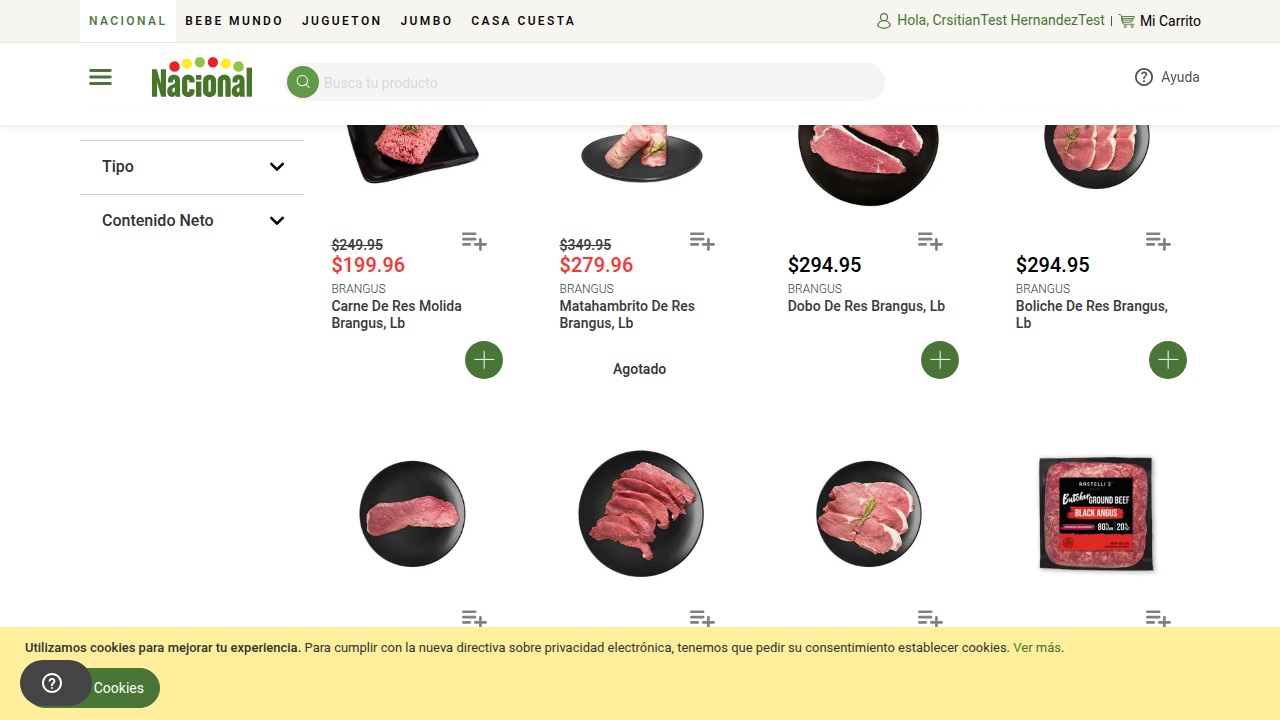 NACIONAL BEBE MUNDO JUGUETON JUMBO CASA CUESTA
Hola, CrsitianTest HernandezTest | Mi Carrito
Nacional
Busca tu producto
Ayuda
Tipo
Contenido Neto
$249.95
$199.96
BRANGUS
Carne De Res Molida
Brangus, Lb
$349.95
$279.96
BRANGUS
Matahambrito De Res
Brangus, Lb
Agotado
$294.95
BRANGUS
Dobo De Res Brangus, Lb
$294.95
BRANGUS
Boliche De Res Brangus,
Lb
RASTELLI'S
Butcher GROUND BEEF
BLACK ANGUS
80% 20%
Utilizamos cookies para mejorar tu experiencia. Para cumplir con la nueva directiva sobre privacidad electrónica, tenemos que pedir su consentimiento establecer cookies. Ver más.
Cookies